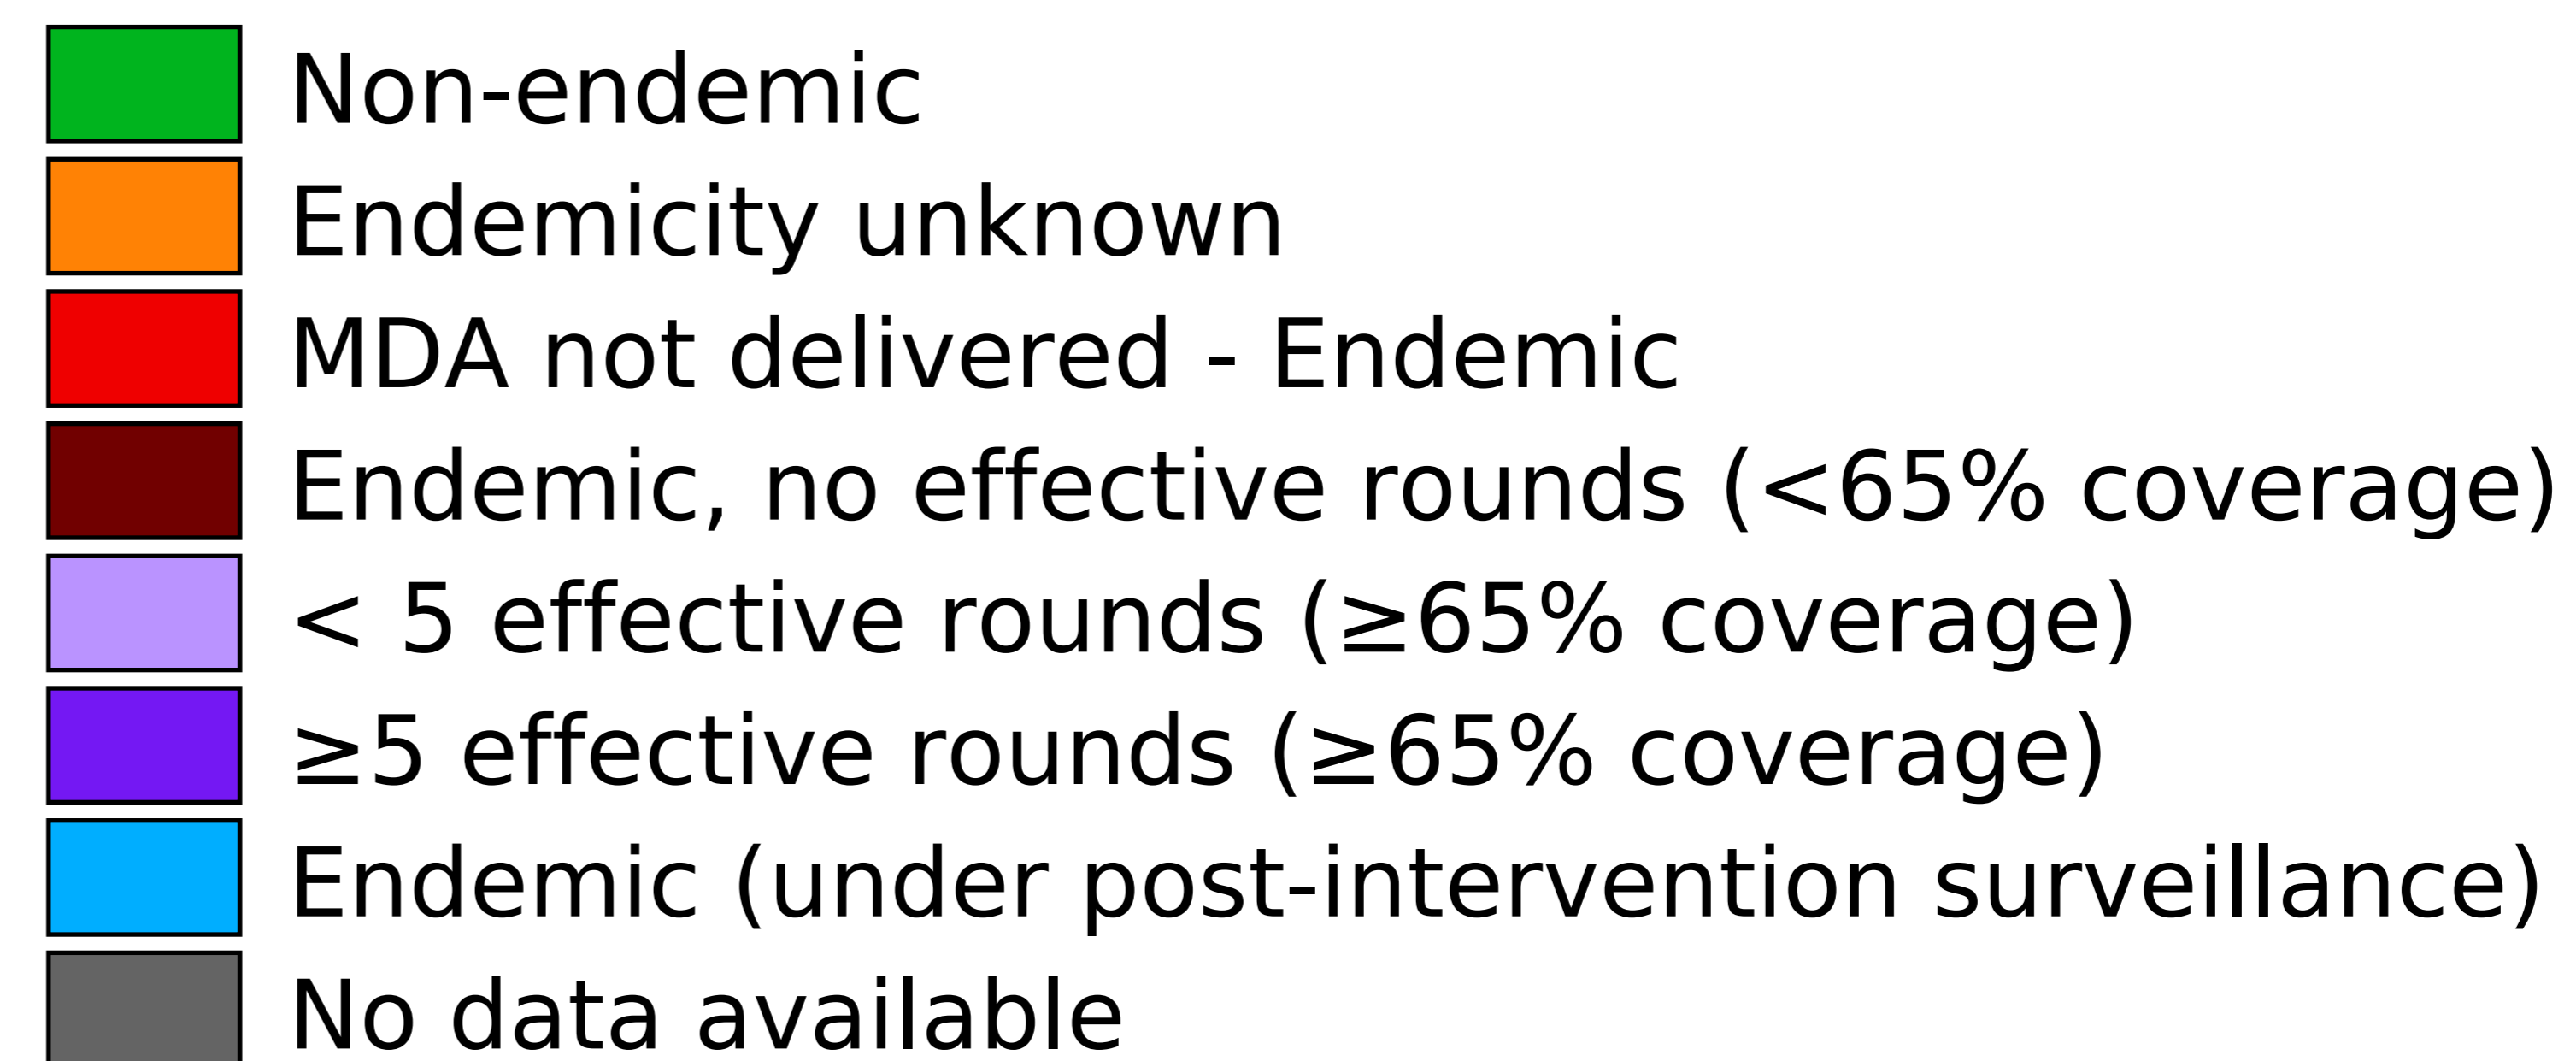 Non-endemic
Endemicity unknown
MDA not delivered - Endemic
Endemic, no effective rounds (<65% coverage)
< 5 effective rounds (≥65% coverage)
≥5 effective rounds (≥65% coverage)
Endemic (under post-intervention surveillance)
No data available